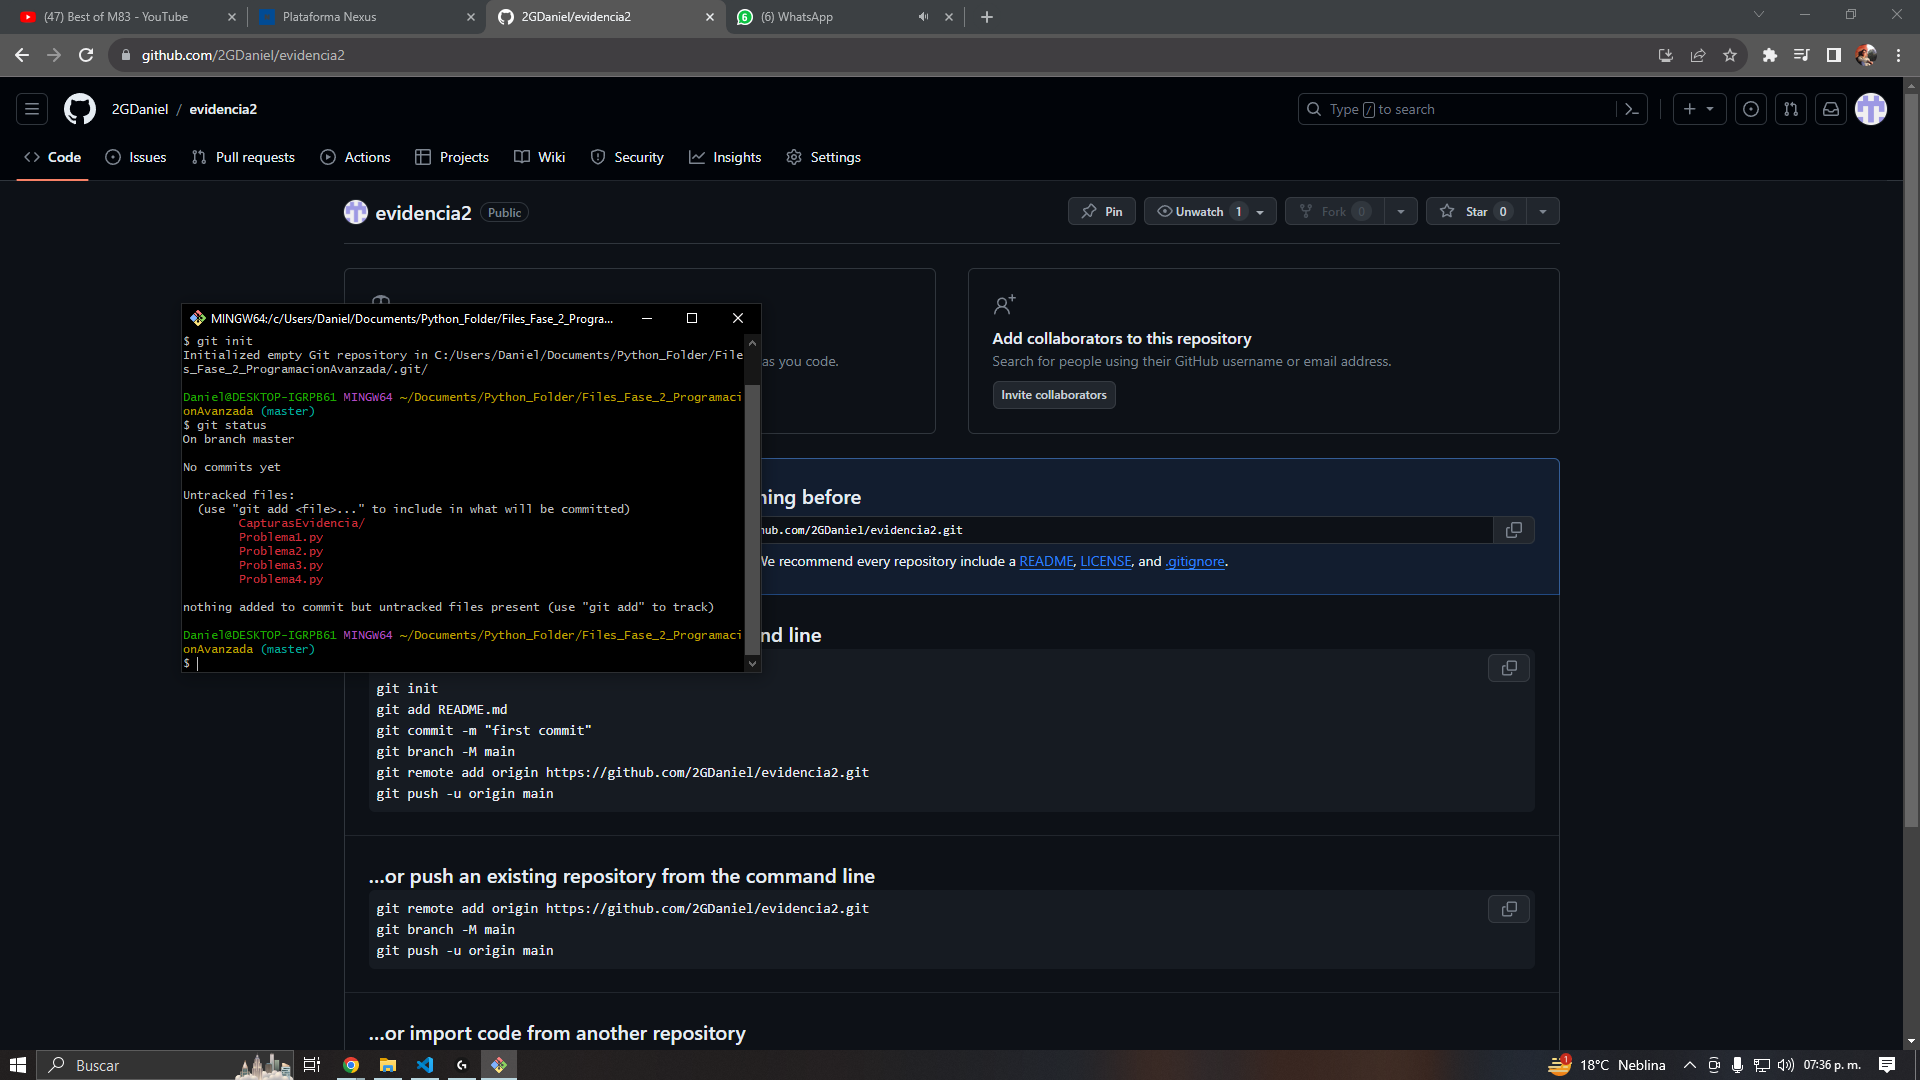 (47) Best of M83 - YouTube
Plataforma Nexus
2GDaniel/evidencia2
(6) WhatsApp
github.com/2GDaniel/evidencia2
2GDaniel / evidencia2
Type / to search
Code
Issues
Pull requests
Actions
Projects
Wiki
Security
Insights
Settings
evidencia2 Public
Pin
Unwatch 1
Fork 0
Star 0
as you code.
Add collaborators to this repository
Search for people using their GitHub username or email address.
Invite collaborators
MINGW64:/c/Users/Daniel/Documents/Python_Folder/Files_Fase_2_Progra...
$ git init
Initialized empty Git repository in C:/Users/Daniel/Documents/Python_Folder/File
s_Fase_2_ProgramacionAvanzada/.git/
Daniel@DESKTOP-IGRPB61 MINGW64 ~/Documents/Python_Folder/Files_Fase_2_Programaci
onAvanzada (master)
$ git status
On branch master
No commits yet
Untracked files:
(use "git add <file>..." to include in what will be committed)
CapturasEvidencia/
Problema1.py
Problema2.py
Problema3.py
Problema4.py
nothing added to commit but untracked files present (use "git add" to track)
Daniel@DESKTOP-IGRPB61 MINGW64 ~/Documents/Python_Folder/Files_Fase_2_Programaci
onAvanzada (master)
$
hing before
hub.com/2GDaniel/evidencia2.git
We recommend every repository include a README, LICENSE, and .gitignore.
nd line
git init
git add README.md
git commit -m "first commit"
git branch -M main
git remote add origin https://github.com/2GDaniel/evidencia2.git
git push -u origin main
…or push an existing repository from the command line
git remote add origin https://github.com/2GDaniel/evidencia2.git
git branch -M main
git push -u origin main
…or import code from another repository
Buscar
1
18°C Neblina
07:36 p. m.